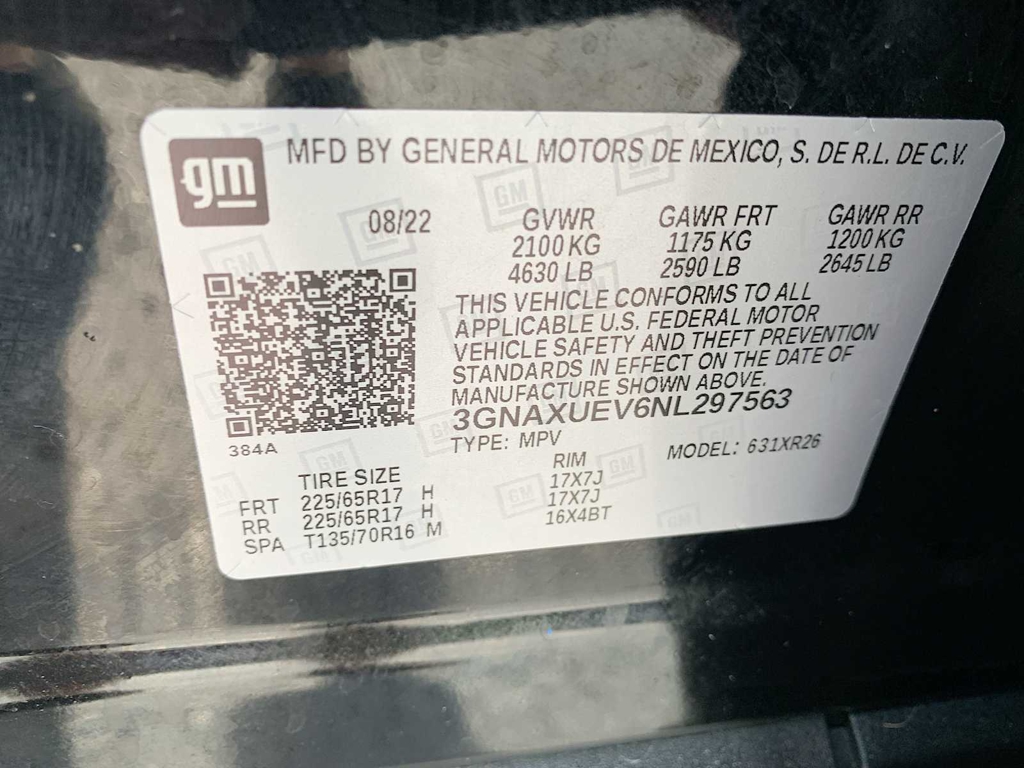 gm
MFD BY GENERAL MOTORS DE MEXICO, S. DE R.L. DE C.V.
08/22
GVWR GAWR FRT GAWR RR
2100 KG 1175 KG 1200 KG
4630 LB 2590 LB 2645 LB
THIS VEHICLE CONFORMS TO ALL
APPLICABLE U.S. FEDERAL MOTOR
VEHICLE SAFETY AND THEFT PREVENTION
STANDARDS IN EFFECT ON THE DATE OF
MANUFACTURE SHOWN ABOVE.
3GNAXUEV6NL297563
TYPE: MPV MODEL: 631XR26
384A
TIRE SIZE RIM
FRT 225/65R17 H 17X7J
RR 225/65R17 H 17X7J
SPA T135/70R16 M 16X4BT